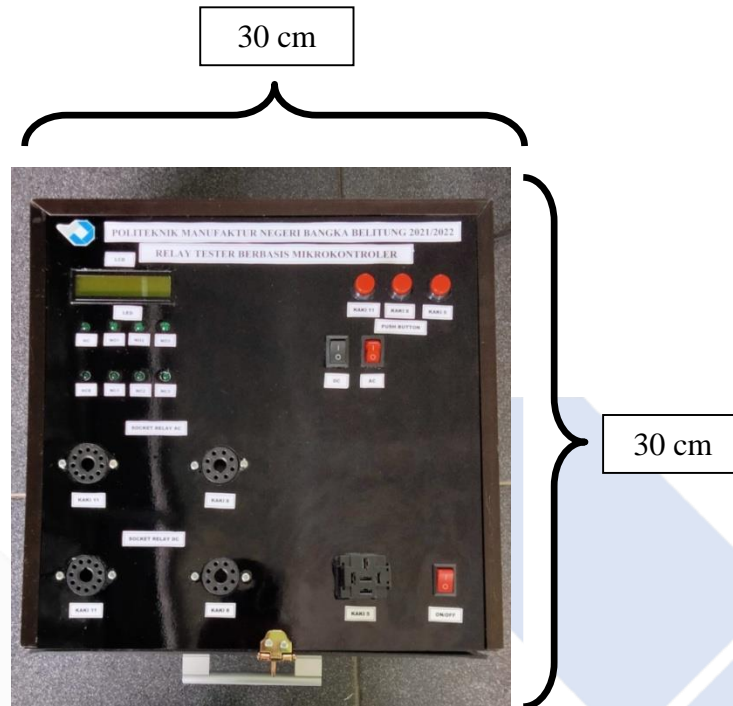 30 cm
POLITEKNIK MANUFAKTUR NEGERI BANGKA BELITUNG 2021/2022
RELAY TESTER BERBASIS MIKROKONTROLER
LCD
LED
KAKI 11 KAKI 8 KAKI 5
PUSH BUTTON
DC AC
SOCKET RELAY AC
KAKI 11 KAKI 8
SOCKET RELAY DC
KAKI 11 KAKI 8 KAKI 5 ON/OFF
30 cm